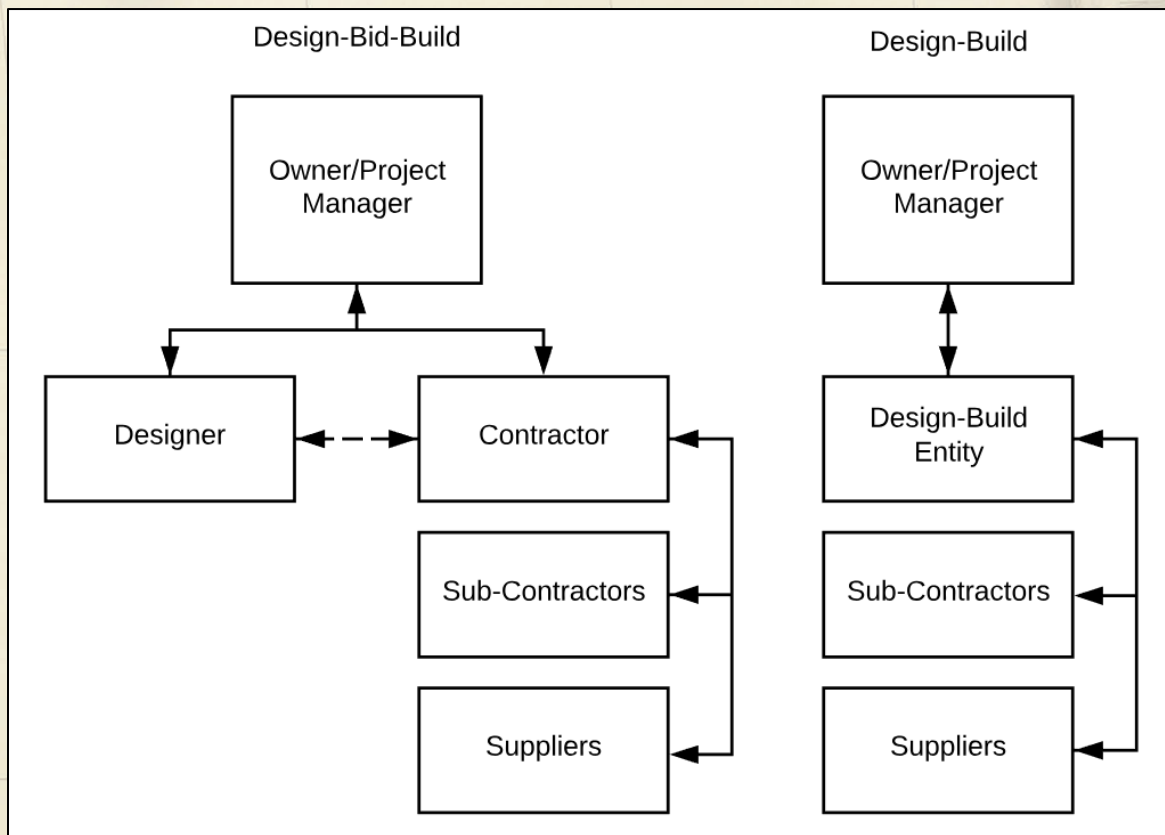 Design-Bid-Build
Owner/Project
Manager
Designer
Contractor
Sub-Contractors
Suppliers
Design-Build
Owner/Project
Manager
Design-Build
Entity
Sub-Contractors
Suppliers